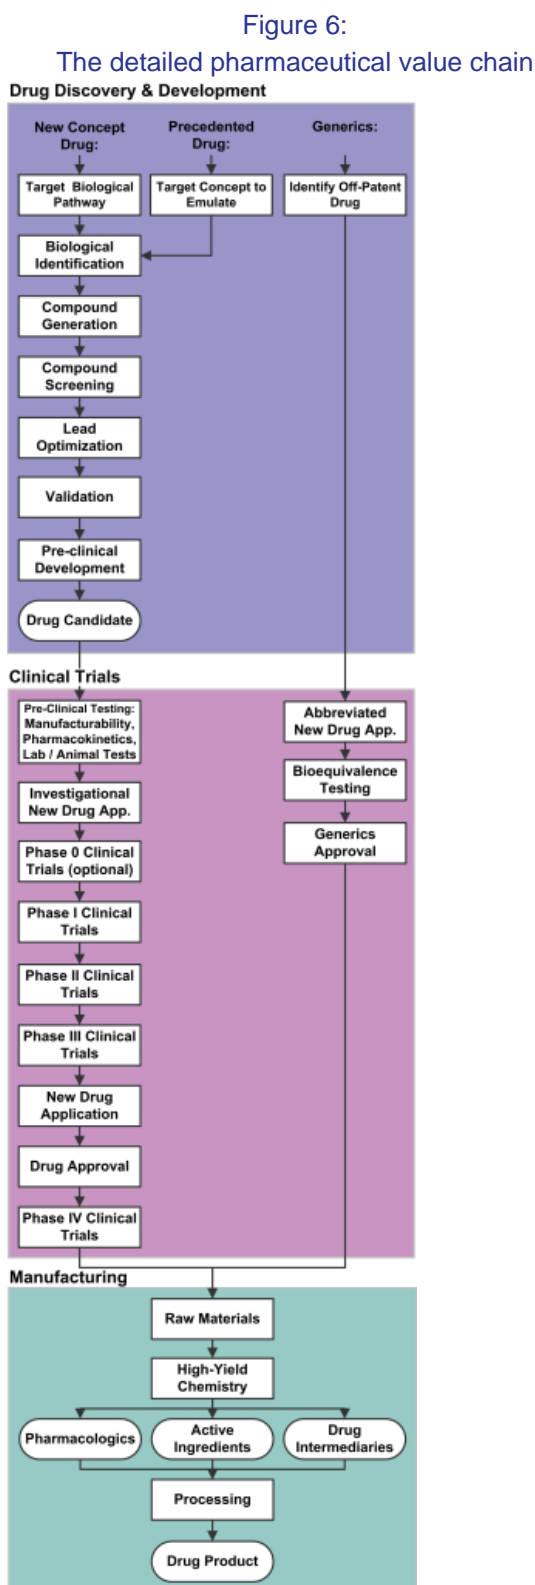 Figure 6:
The detailed pharmaceutical value chain
Drug Discovery & Development
New Concept
Drug:
Precedented
Drug:
Generics:
Target Biological
Pathway
Target Concept to
Emulate
Identify Off-Patent
Drug
Biological
Identification
Compound
Generation
Compound
Screening
Lead
Optimization
Validation
Pre-clinical
Development
Drug Candidate
Clinical Trials
Pre-Clinical Testing:
Manufacturability,
Pharmacokinetics,
Lab / Animal Tests
Abbreviated
New Drug App.
Investigational
New Drug App.
Bioequivalence
Testing
Phase 0 Clinical
Trials (optional)
Generics
Approval
Phase I Clinical
Trials
Phase II Clinical
Trials
Phase III Clinical
Trials
New Drug
Application
Drug Approval
Phase IV Clinical
Trials
Manufacturing
Raw Materials
High-Yield
Chemistry
Pharmacologics
Active
Ingredients
Drug
Intermediaries
Processing
Drug Product